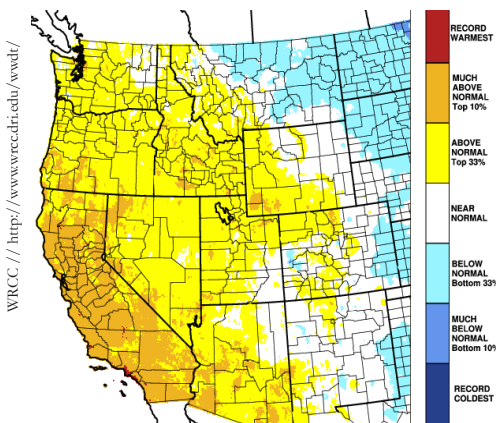 WRCC // http://www.wrcc.dri.edu/wwdt/
RECORD
WARMEST
MUCH
ABOVE
NORMAL
Top 10%
ABOVE
NORMAL
Top 33%
NEAR
NORMAL
BELOW
NORMAL
Bottom 33%
MUCH
BELOW
NORMAL
Bottom 10%
RECORD
COLDEST